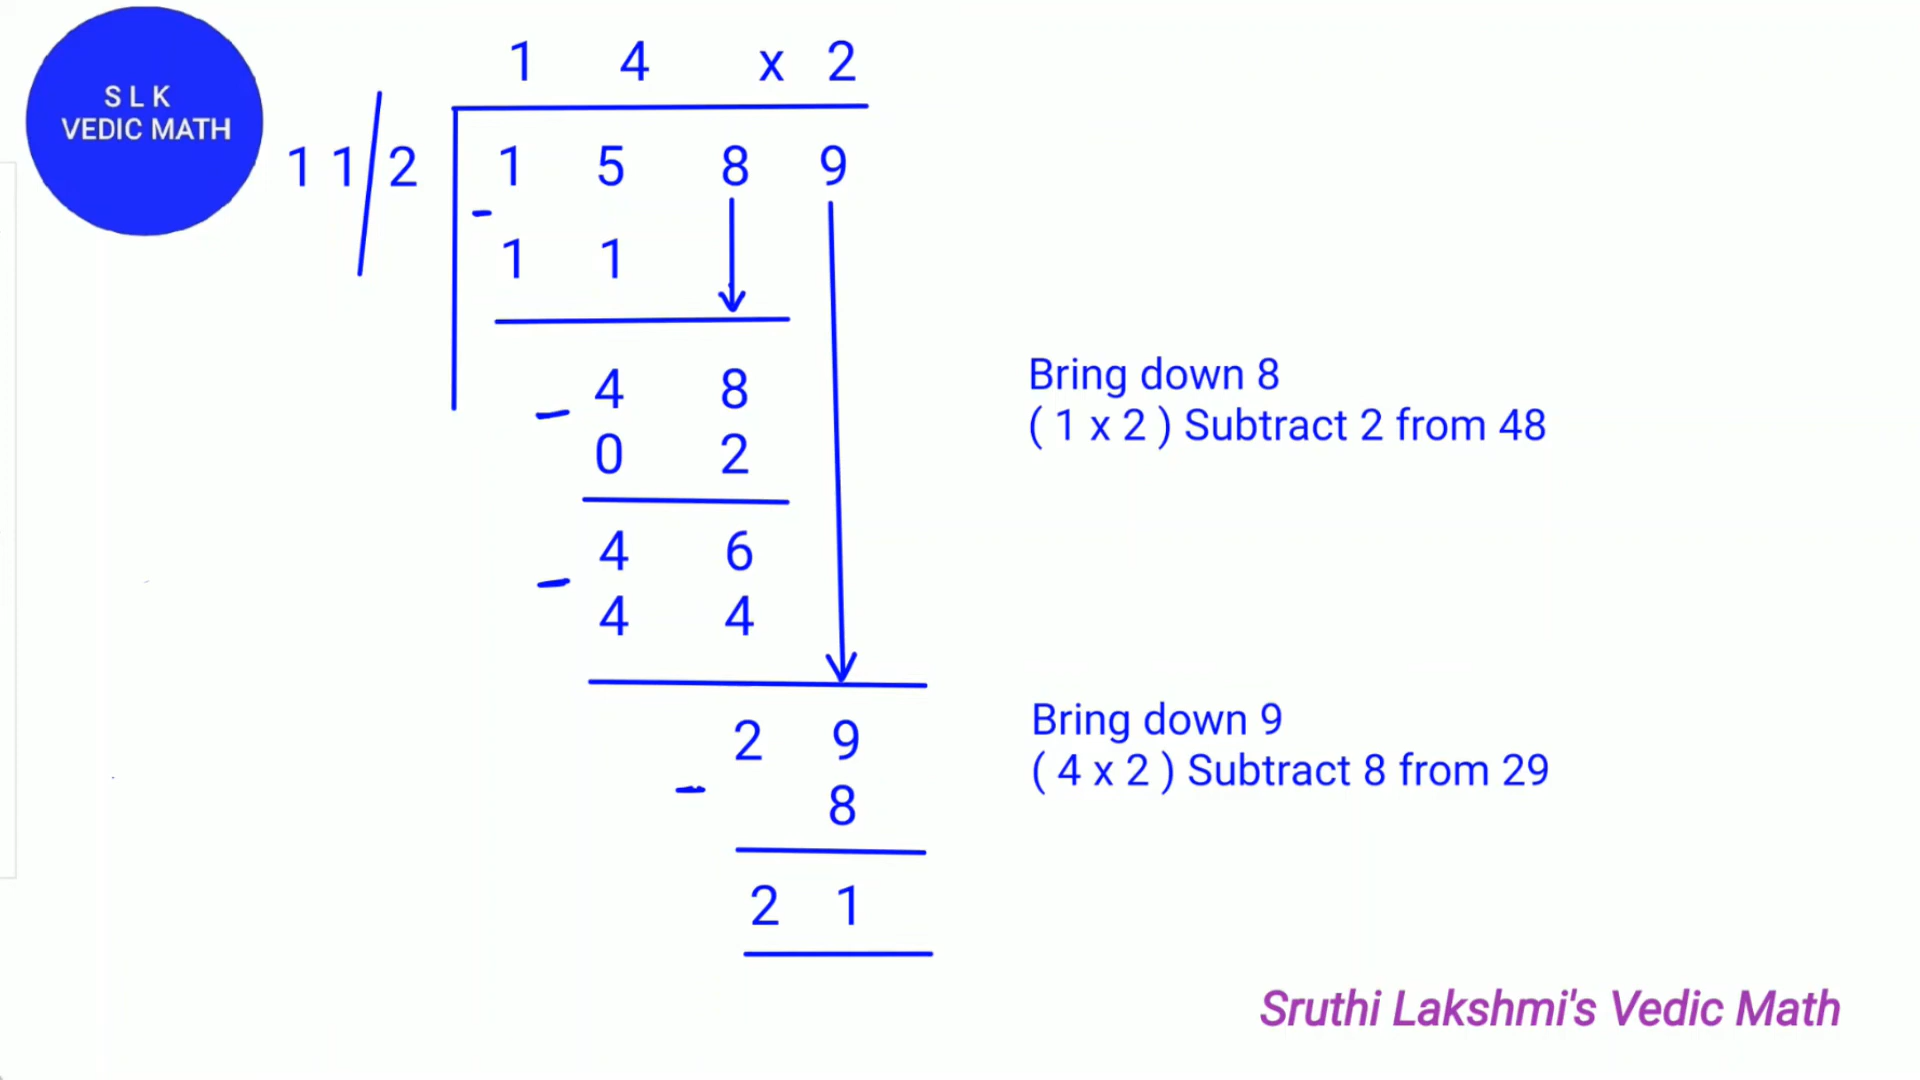 S L K
VEDIC MATH
1 4 x 2
1 1 / 2 1 5 8 9
-
1 1
4 8
-
0 2
4 6
-
4 4
2 9
-
8
2 1
Bring down 8
( 1 x 2 ) Subtract 2 from 48
Bring down 9
( 4 x 2 ) Subtract 8 from 29
Sruthi Lakshmi's Vedic Math